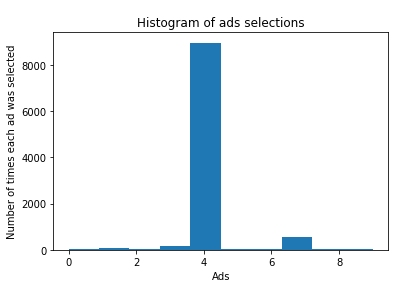 Histogram of ads selections
Number of times each ad was selected
8000
6000
4000
2000
0
0 2 4 6 8
Ads